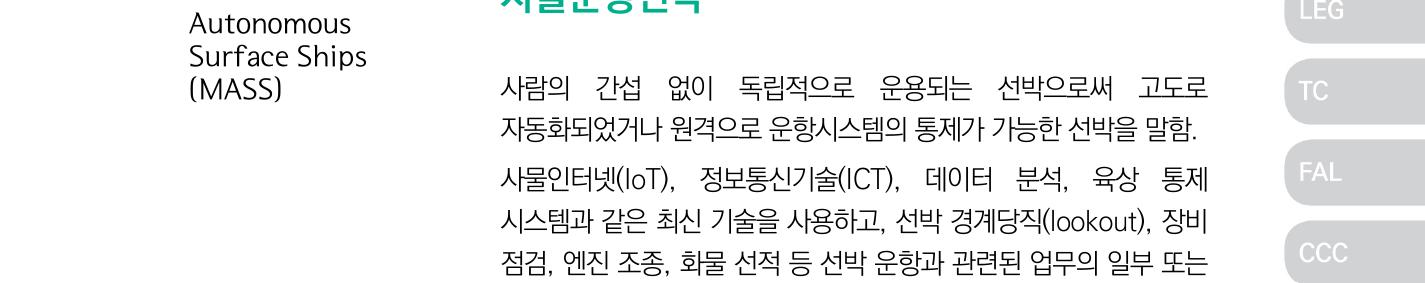 Autonomous
Surface Ships
(MASS)
사람의 간섭 없이 독립적으로 운용되는 선박으로써 고도로
자동화되었거나 원격으로 운항시스템의 통제가 가능한 선박을 말함.
사물인터넷(IoT), 정보통신기술(ICT), 데이터 분석, 육상 통제
시스템과 같은 최신 기술을 사용하고, 선박 경계당직(lookout), 장비
점검, 엔진 조종, 화물 선적 등 선박 운항과 관련된 업무의 일부 또는
LEG
TC
FAL
CCC